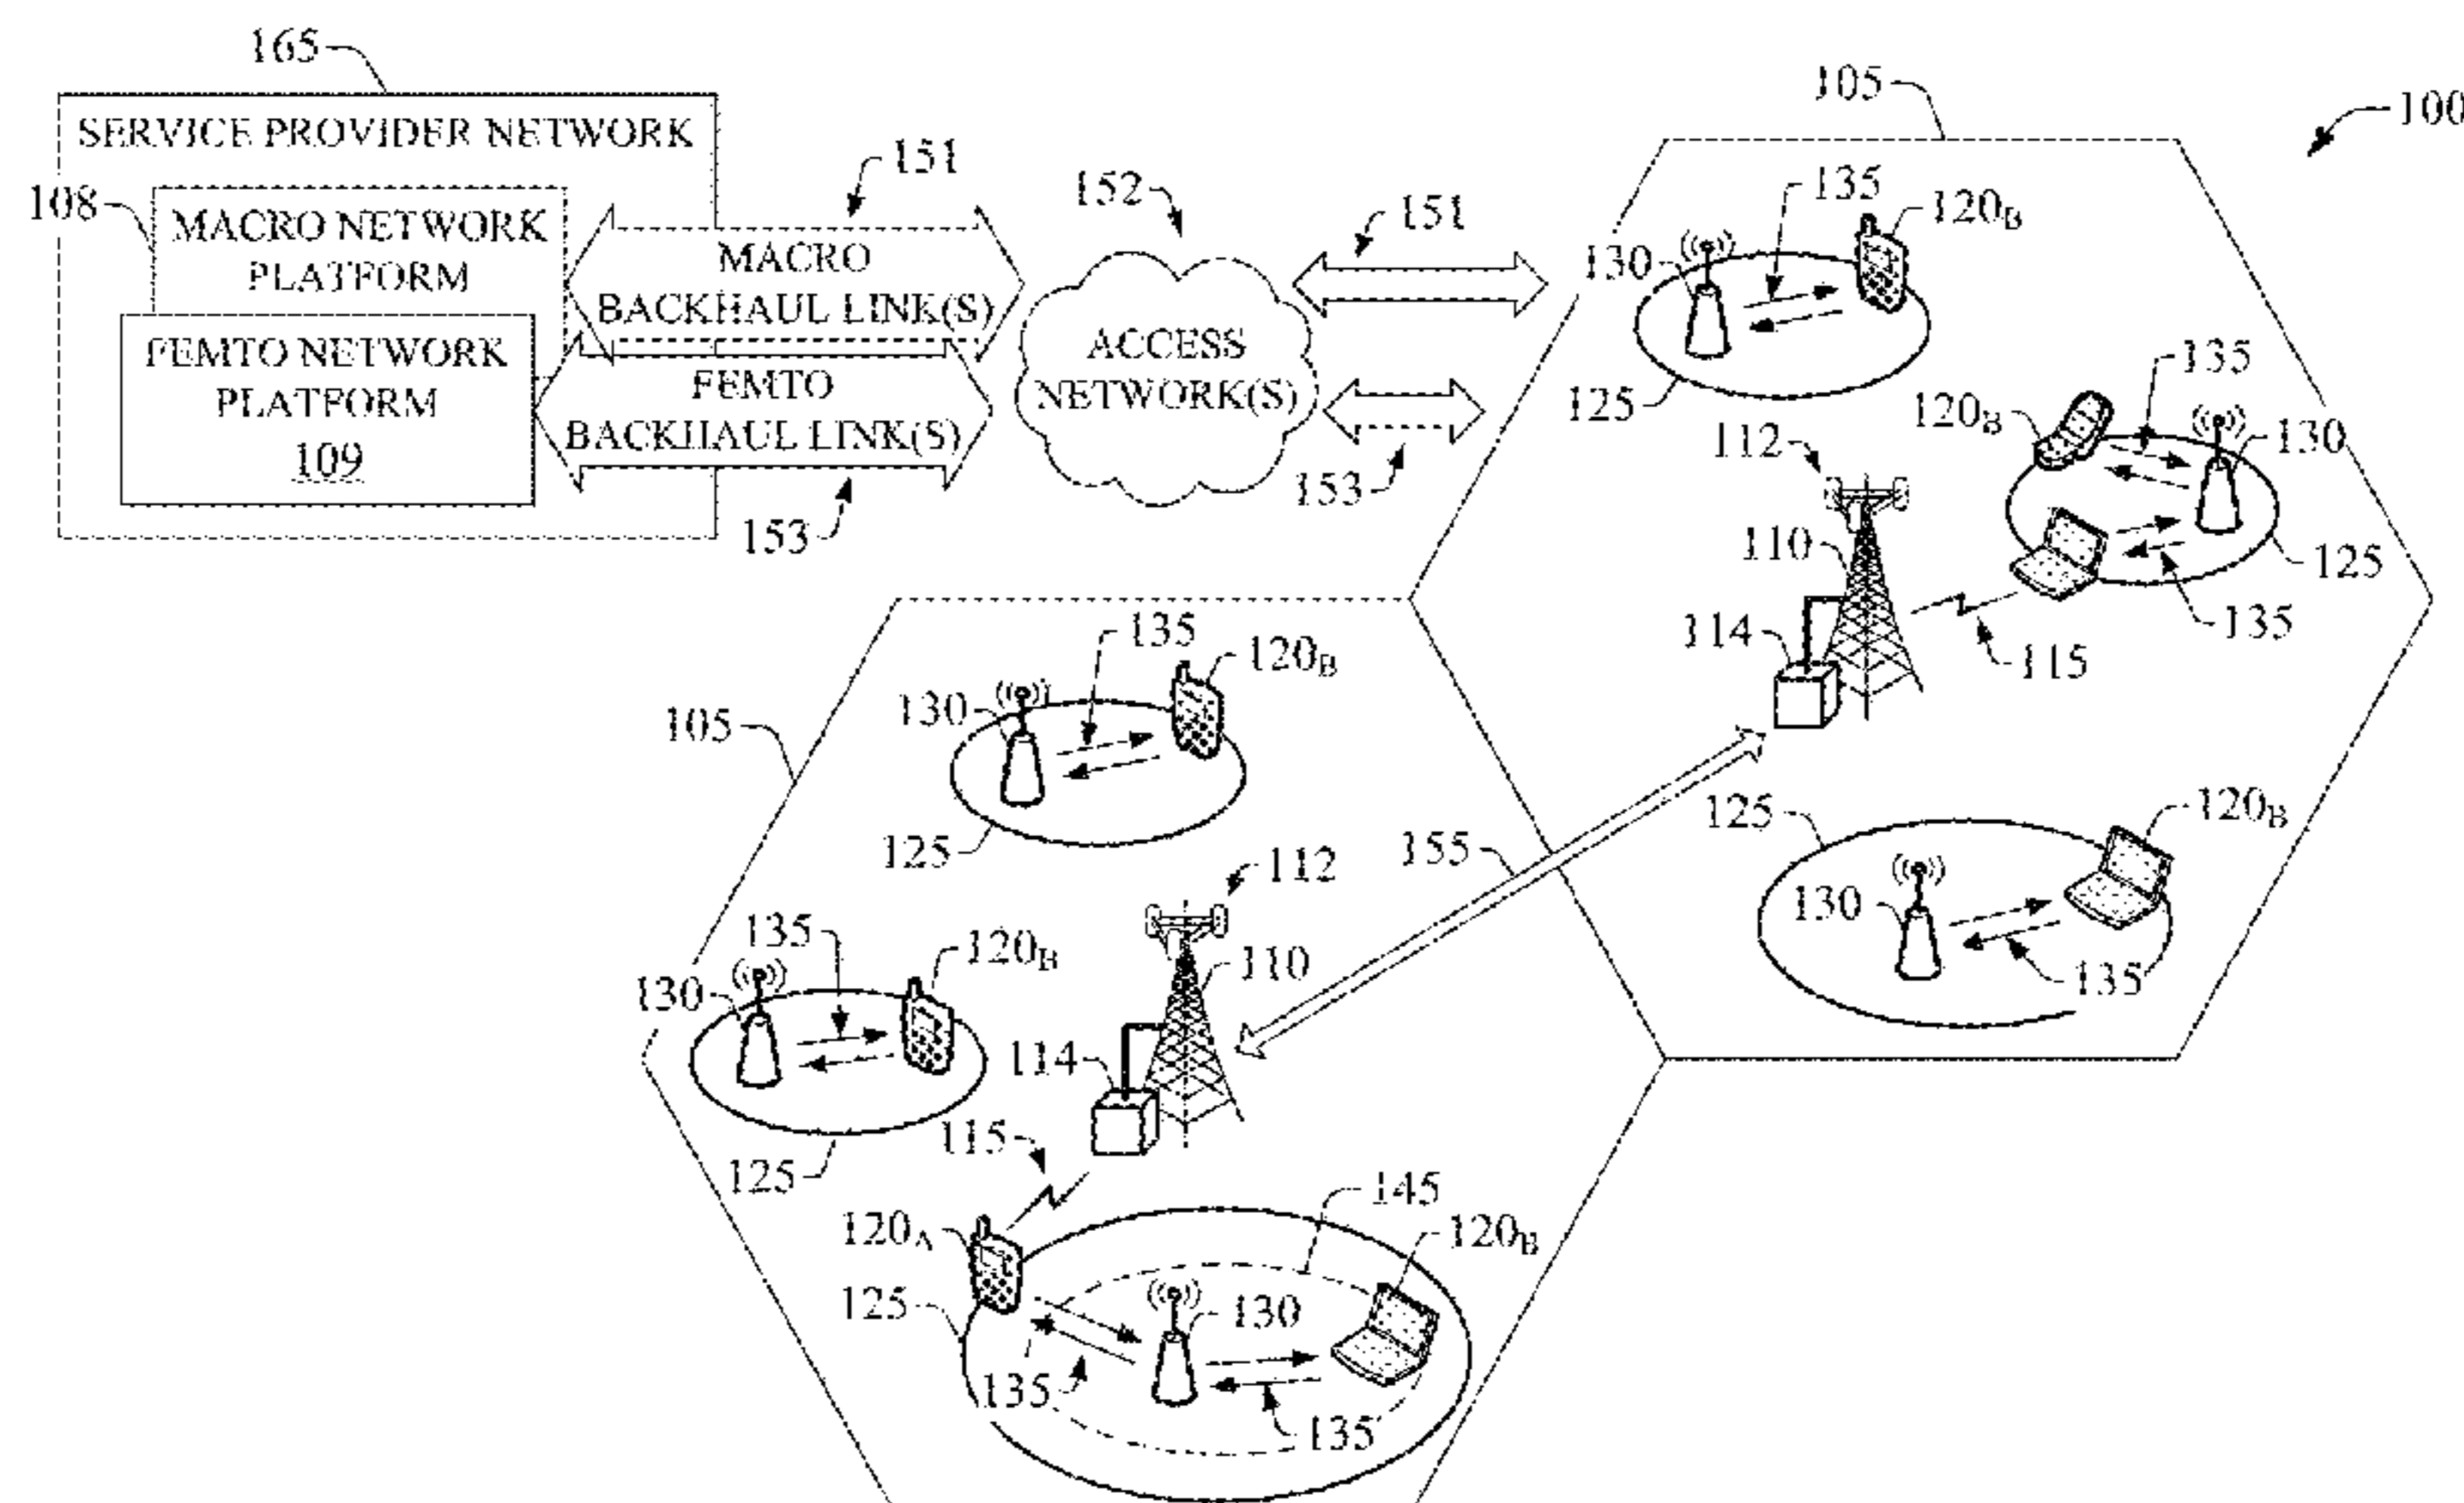 165
105
100
SERVICE PROVIDER NETWORK
151
152
151
135
120B
108
MACRO NETWORK
PLATFORM
MACRO
BACKHAUL LINK(S)
130
FEMTO NETWORK
PLATFORM
109
FEMTO
BACKHAUL LINK(S)
ACCESS
NETWORK(S)
125
135
120B
130
153
153
112
110
125
114
135
115
135
120B
130
105
125
155
125
120B
130
135
112
135
120B
110
130
114
125
115
145
120A
120B
125
130
135
135